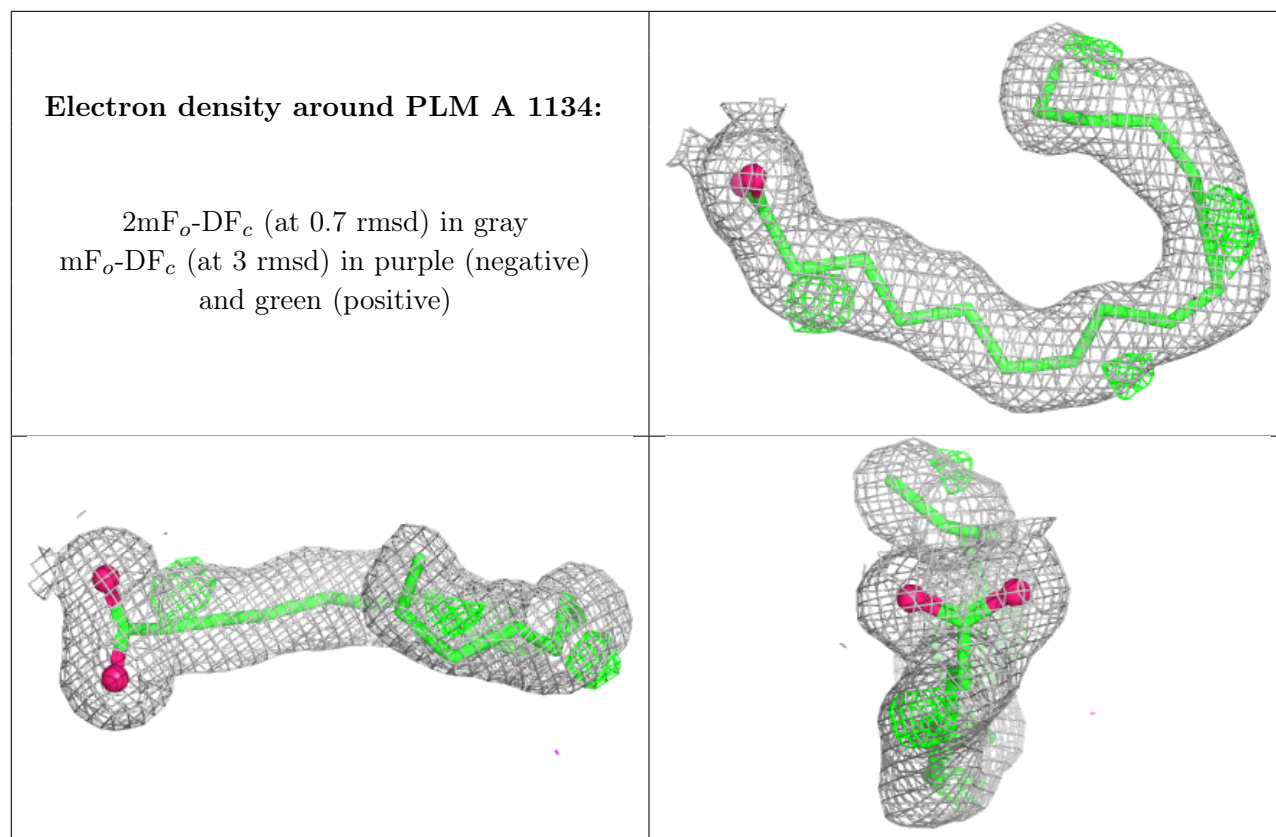 Electron density around PLM A 1134:
2mFo-DFc (at 0.7 rmsd) in gray
mFo-DFc (at 3 rmsd) in purple (negative)
and green (positive)